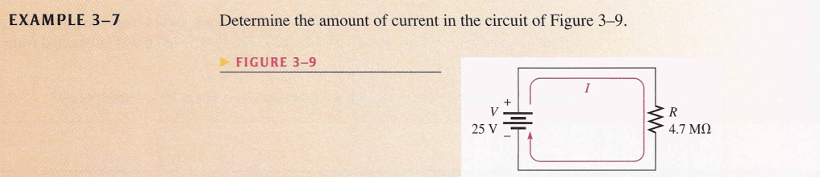 EXAMPLE 3–7
Determine the amount of current in the circuit of Figure 3–9.
► FIGURE 3–9
I
+
V
25 V
–
R
4.7 MΩ